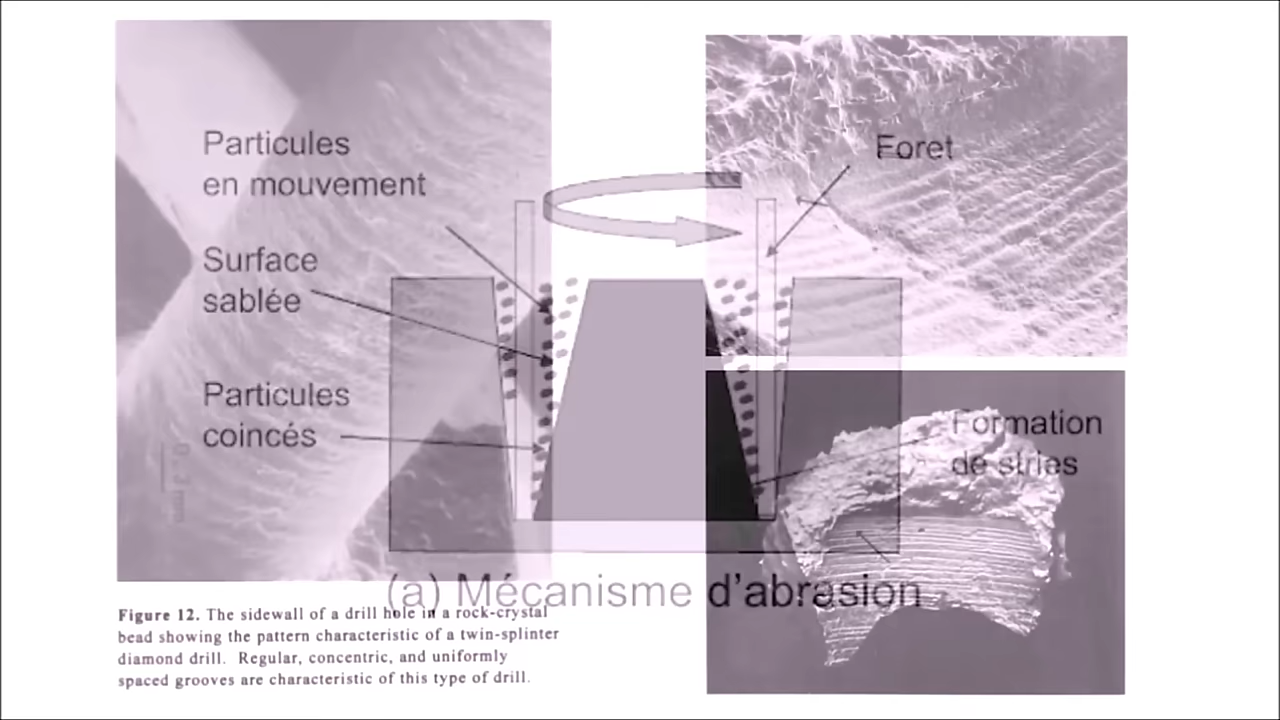 Particules
en mouvement
Foret
Surface
sablée
Particules
coincés
Formation
de stries
(a) Mécanisme d'abrasion
Figure 12. The sidewall of a drill hole in a rock-crystal
bead showing the pattern characteristic of a twin-splinter
diamond drill. Regular, concentric, and uniformly
spaced grooves are characteristic of this type of drill.